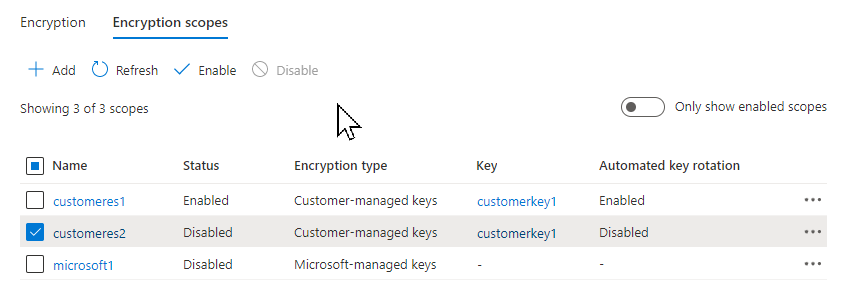 Encryption Encryption scopes
Add Refresh Enable Disable
Showing 3 of 3 scopes Only show enabled scopes
Name Status Encryption type Key Automated key rotation
customeres1 Enabled Customer-managed keys customerkey1 Enabled ...
customeres2 Disabled Customer-managed keys customerkey1 Disabled ...
microsoft1 Disabled Microsoft-managed keys - - ...